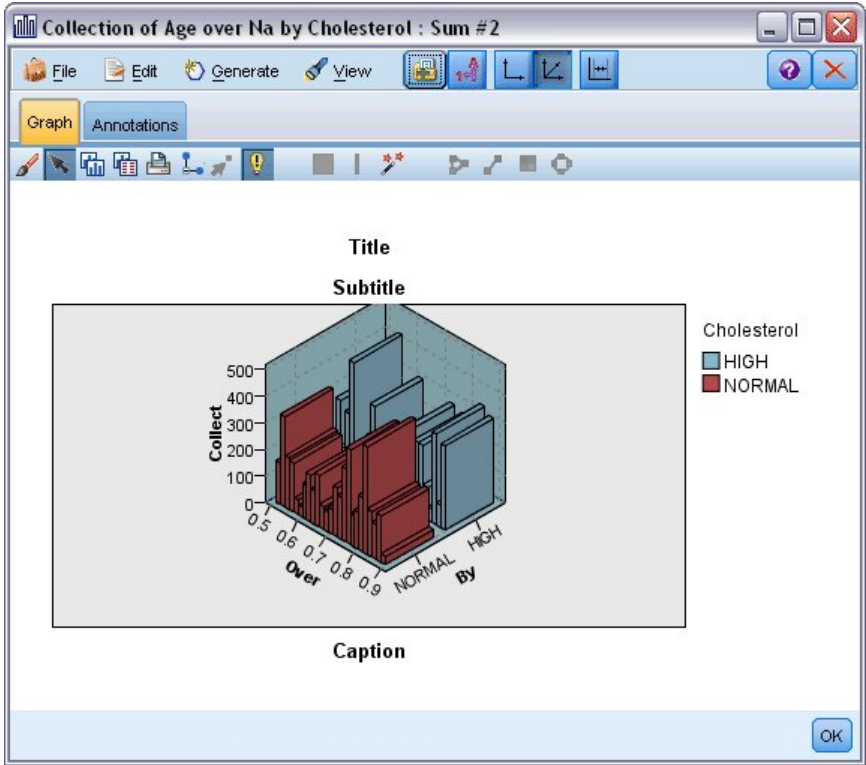 Collection of Age over Na by Cholesterol : Sum #2
File Edit Generate View
Graph Annotations
Title
Subtitle
Cholesterol
HIGH
NORMAL
500
400
300
200
100
0
Collect
0.5 0.6 0.7 0.8 0.9
Over
NORMAL HIGH
By
Caption
OK